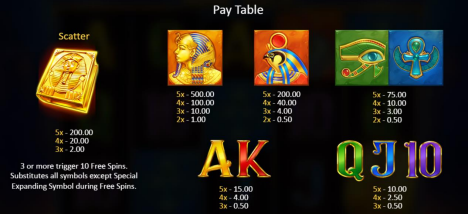 Pay Table
Scatter
5x - 200.00
4x - 20.00
3x - 2.00
3 or more trigger 10 Free Spins.
Substitutes all symbols except Special
Expanding Symbol during Free Spins.
5x - 500.00
4x - 100.00
3x - 10.00
2x - 1.00
5x - 200.00
4x - 40.00
3x - 4.00
2x - 0.50
5x - 75.00
4x - 10.00
3x - 3.00
2x - 0.50
A K
5x - 15.00
4x - 4.00
3x - 0.50
Q J 10
5x - 10.00
4x - 2.50
3x - 0.50